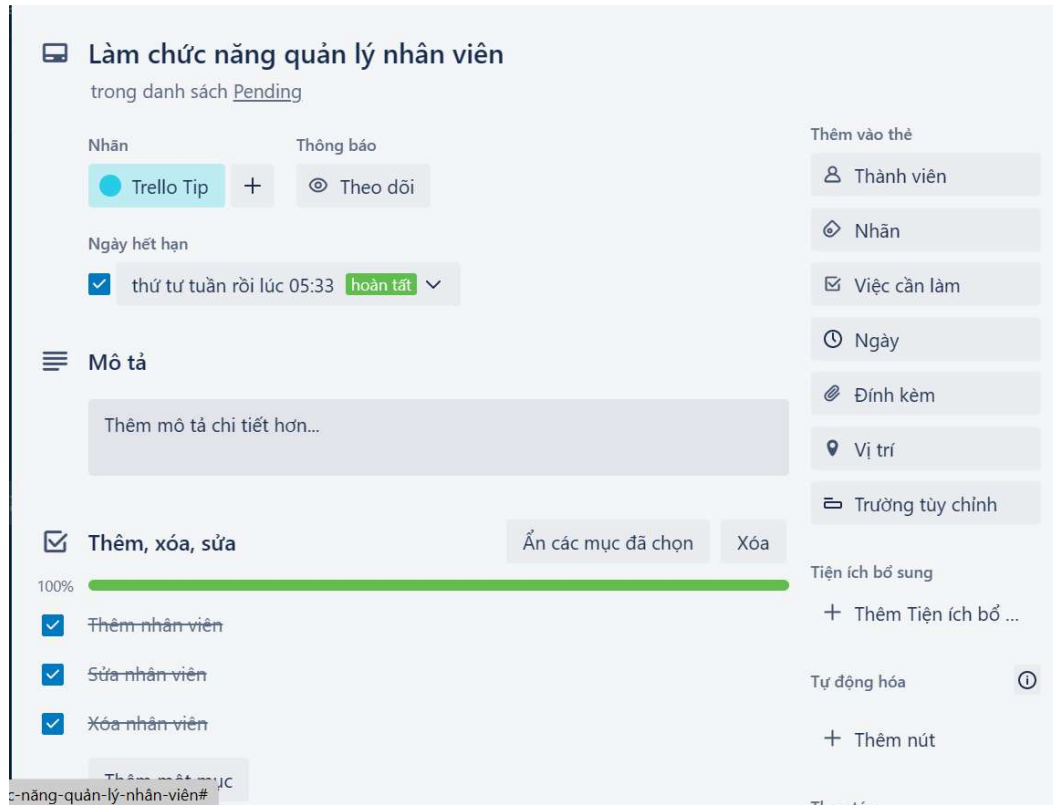 Làm chức năng quản lý nhân viên
trong danh sách Pending
Nhãn
Thông báo
Trello Tip
Theo dõi
Ngày hết hạn
thứ tư tuần rồi lúc 05:33 hoàn tất
Mô tả
Thêm mô tả chi tiết hơn...
Thêm, xóa, sửa
Ẩn các mục đã chọn
Xóa
100%
Thêm nhân viên
Sửa nhân viên
Xóa nhân viên
Thêm một mục
c-năng-quản-lý-nhân-viên#
Thêm vào thẻ
Thành viên
Nhãn
Việc cần làm
Ngày
Đính kèm
Vị trí
Trường tùy chỉnh
Tiện ích bổ sung
+ Thêm Tiện ích bổ ...
Tự động hóa
+ Thêm nút